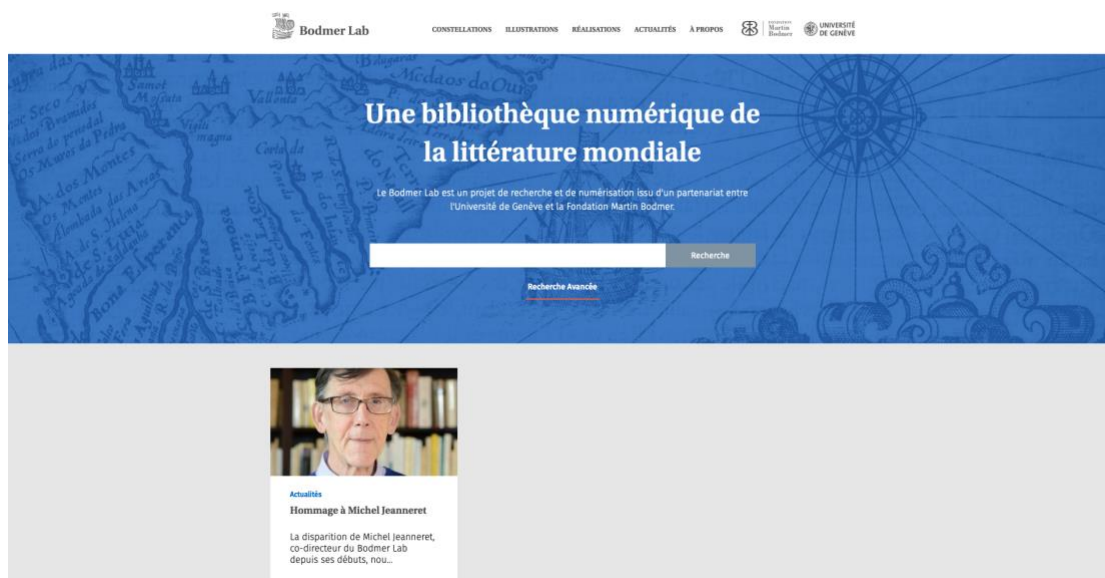 Bodmer Lab
CONSTELLATIONS ILLUSTRATIONS RÉALISATIONS ACTUALITÉS À PROPOS
FONDATION
Martin
Bodmer
UNIVERSITÉ
DE GENÈVE
Une bibliothèque numérique de
la littérature mondiale
Le Bodmer Lab est un projet de recherche et de numérisation issu d'un partenariat entre
l'Université de Genève et la Fondation Martin Bodmer.
Recherche
Recherche Avancée
Actualités
Hommage à Michel Jeanneret
La disparition de Michel Jeanneret,
co-directeur du Bodmer Lab
depuis ses débuts, nou...